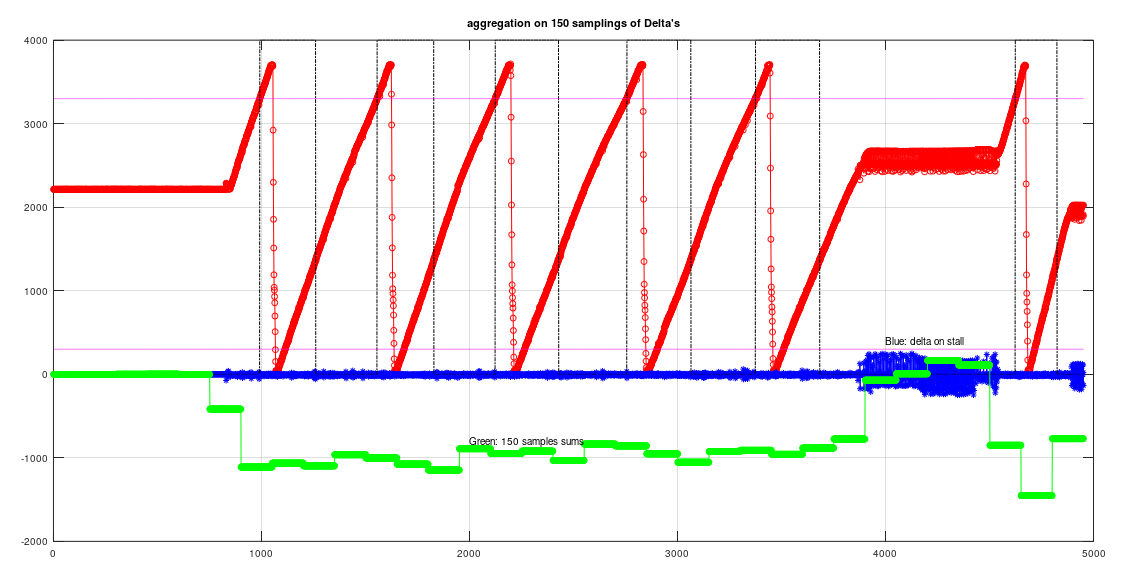 aggregation on 150 samplings of Delta's
4000
3000
2000
1000
0
-1000
-2000
Blue: delta on stall
Green: 150 samples sums
0 1000 2000 3000 4000 5000